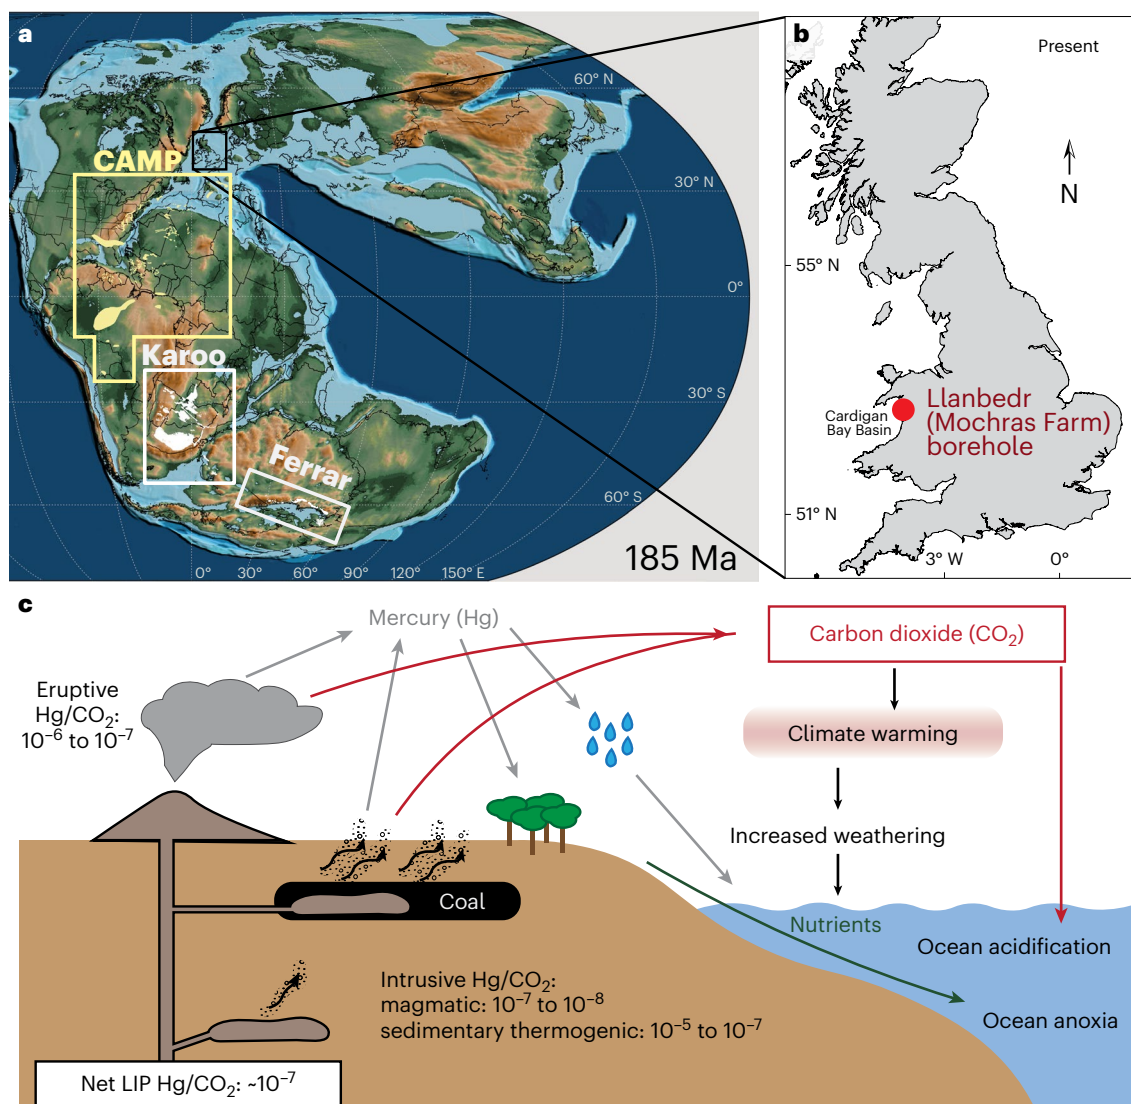 a
CAMP
Karoo
Ferrar
60° N
30° N
0°
30° S
60° S
0° 30° 60° 90° 120° 150° E
185 Ma
b
Present
N
55° N
Cardigan
Bay Basin
Llanbedr
(Mochras Farm)
borehole
51° N
3° W 0°
c
Mercury (Hg)
Carbon dioxide (CO₂)
Eruptive
Hg/CO₂:
10⁻⁶ to 10⁻⁷
Climate warming
Increased weathering
Coal
Nutrients
Ocean acidification
Intrusive Hg/CO₂:
magmatic: 10⁻⁷ to 10⁻⁸
sedimentary thermogenic: 10⁻⁵ to 10⁻⁷
Ocean anoxia
Net LIP Hg/CO₂: ~10⁻⁷